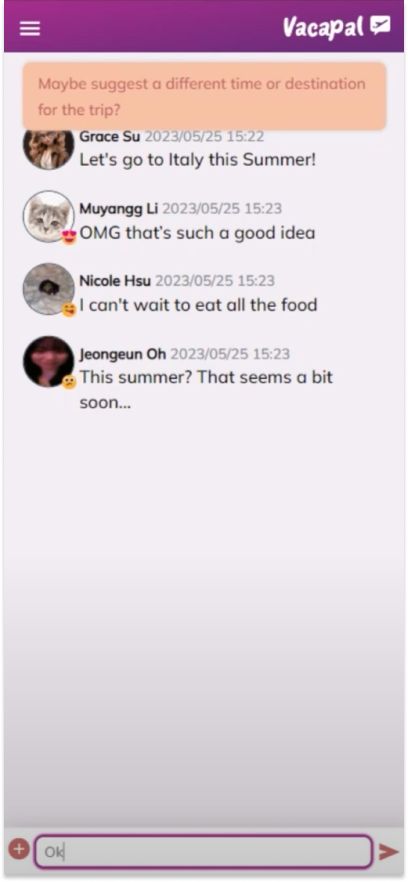 Vacapal
Maybe suggest a different time or destination
for the trip?
Grace Su 2023/05/25 15:22
Let's go to Italy this Summer!
Muyangg Li 2023/05/25 15:23
OMG that's such a good idea
Nicole Hsu 2023/05/25 15:23
I can't wait to eat all the food
Jeongeun Oh 2023/05/25 15:23
This summer? That seems a bit
soon...
Ok